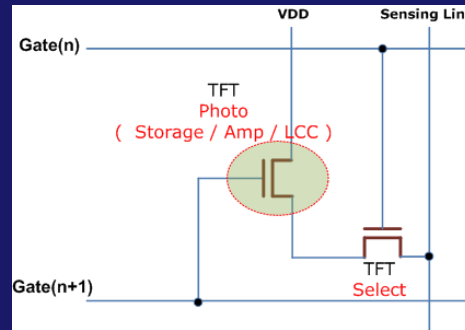 VDD
Sensing Lin
Gate(n)
TFT
Photo
( Storage / Amp / LCC )
TFT
Select
Gate(n+1)